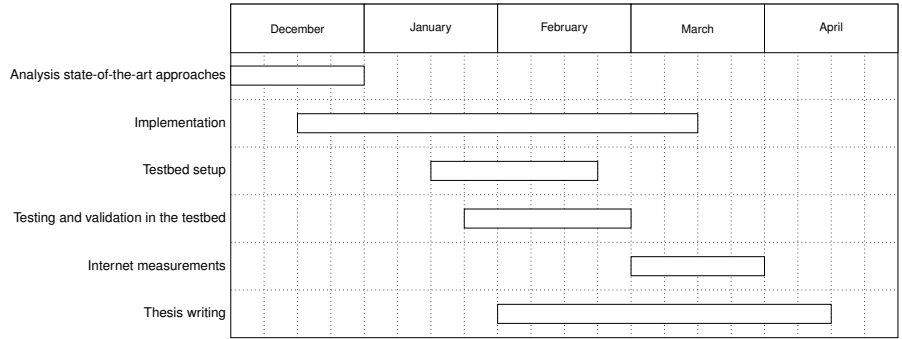 December January February March April
Analysis state-of-the-art approaches
Implementation
Testbed setup
Testing and validation in the testbed
Internet measurements
Thesis writing